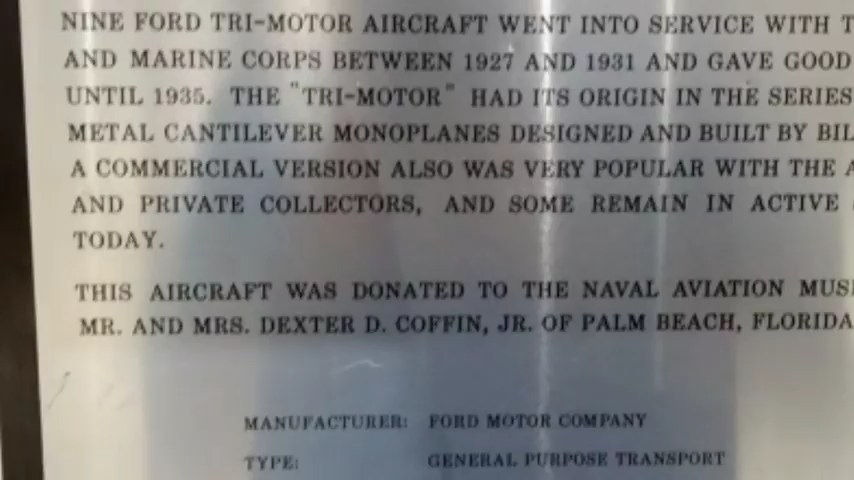 NINE FORD TRI-MOTOR AIRCRAFT WENT INTO SERVICE WITH
AND MARINE CORPS BETWEEN 1927 AND 1931 AND GAVE GOOD
UNTIL 1935. THE "TRI-MOTOR" HAD ITS ORIGIN IN THE SERIES
METAL CANTILEVER MONOPLANES DESIGNED AND BUILT BY BIL
A COMMERCIAL VERSION ALSO WAS VERY POPULAR WITH THE
AND PRIVATE COLLECTORS, AND SOME REMAIN IN ACTIVE
TODAY.
THIS AIRCRAFT WAS DONATED TO THE NAVAL AVIATION MUS
MR. AND MRS. DEXTER D. COFFIN, JR. OF PALM BEACH, FLORIDA
MANUFACTURER: FORD MOTOR COMPANY
TYPE: GENERAL PURPOSE TRANSPORT